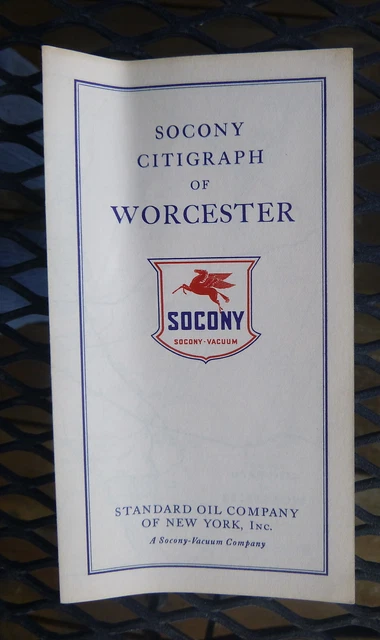 SOCONY
CITIGRAPH
OF
WORCESTER
SOCONY
SOCONY-VACUUM
STANDARD OIL COMPANY
OF NEW YORK, INC.
A Socony-Vacuum Company